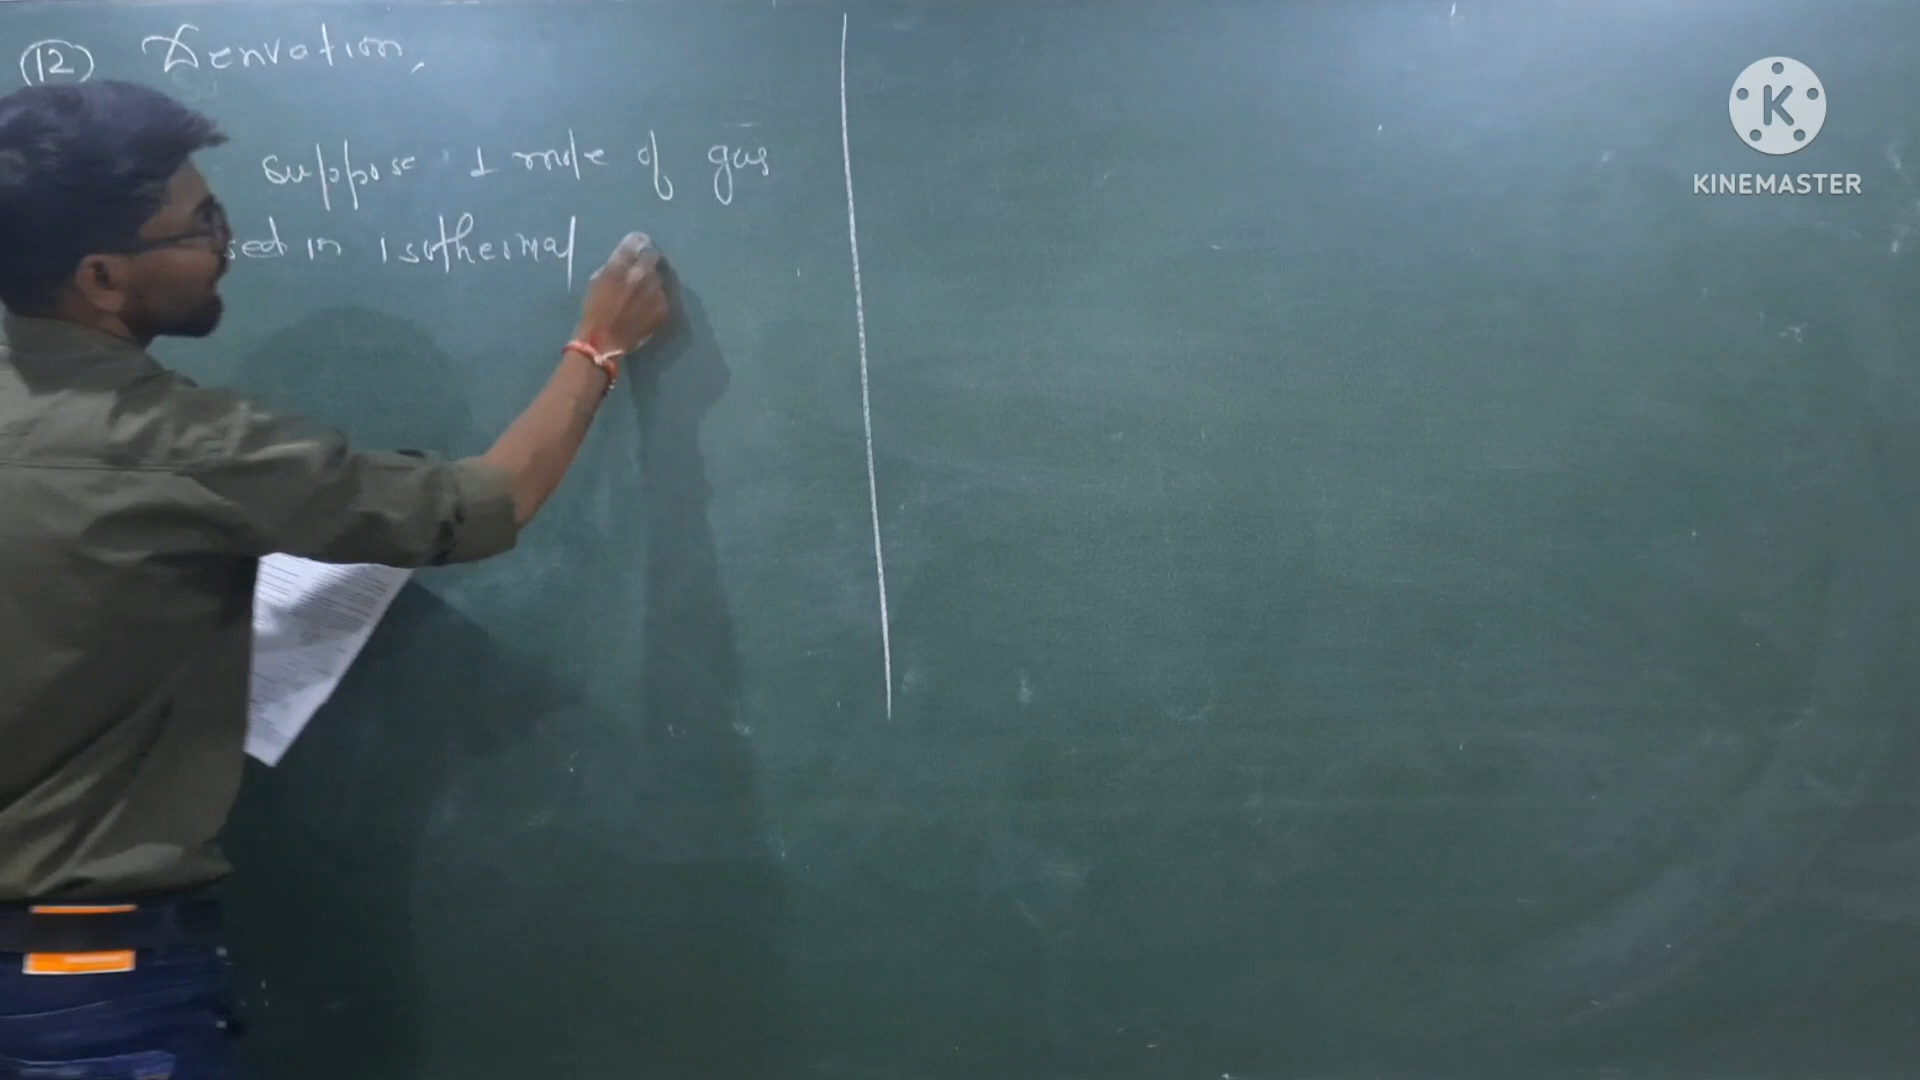 (12) Derivation,
suppose 1 mole of gas
sed in isothermal
K
KINEMASTER